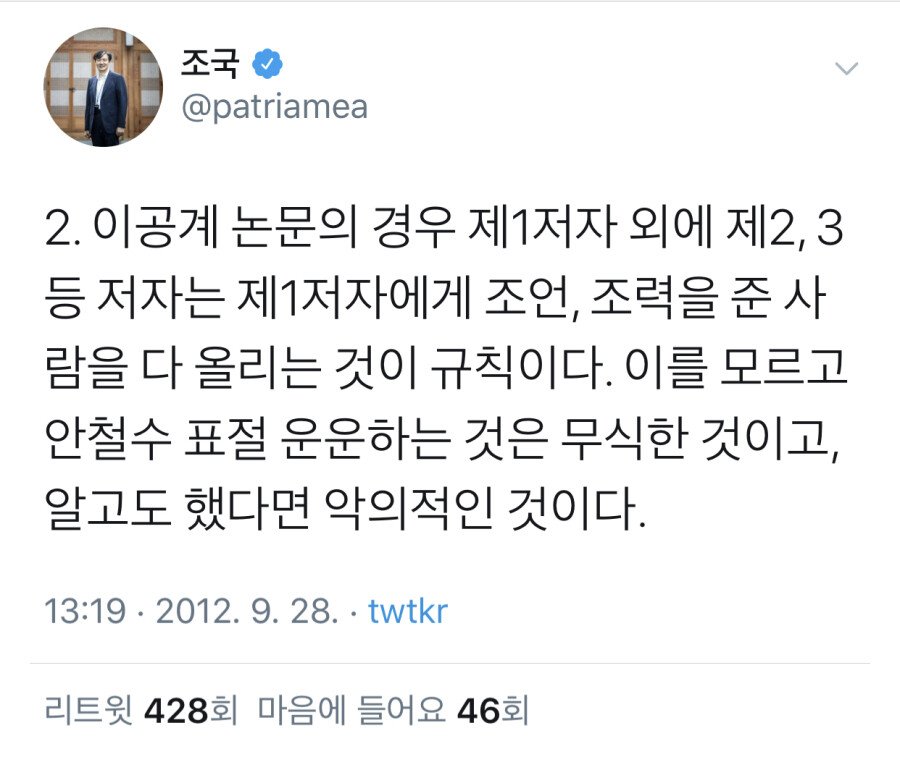 조국
@patriamea
2. 이공계 논문의 경우 제1저자 외에 제2, 3
등 저자는 제1저자에게 조언, 조력을 준 사
람을 다 올리는 것이 규칙이다. 이를 모르고
안철수 표절 운운하는 것은 무식한 것이고,
알고도 했다면 악의적인 것이다.
13:19 · 2012. 9. 28. · twtkr
리트윗 428회 마음에 들어요 46회